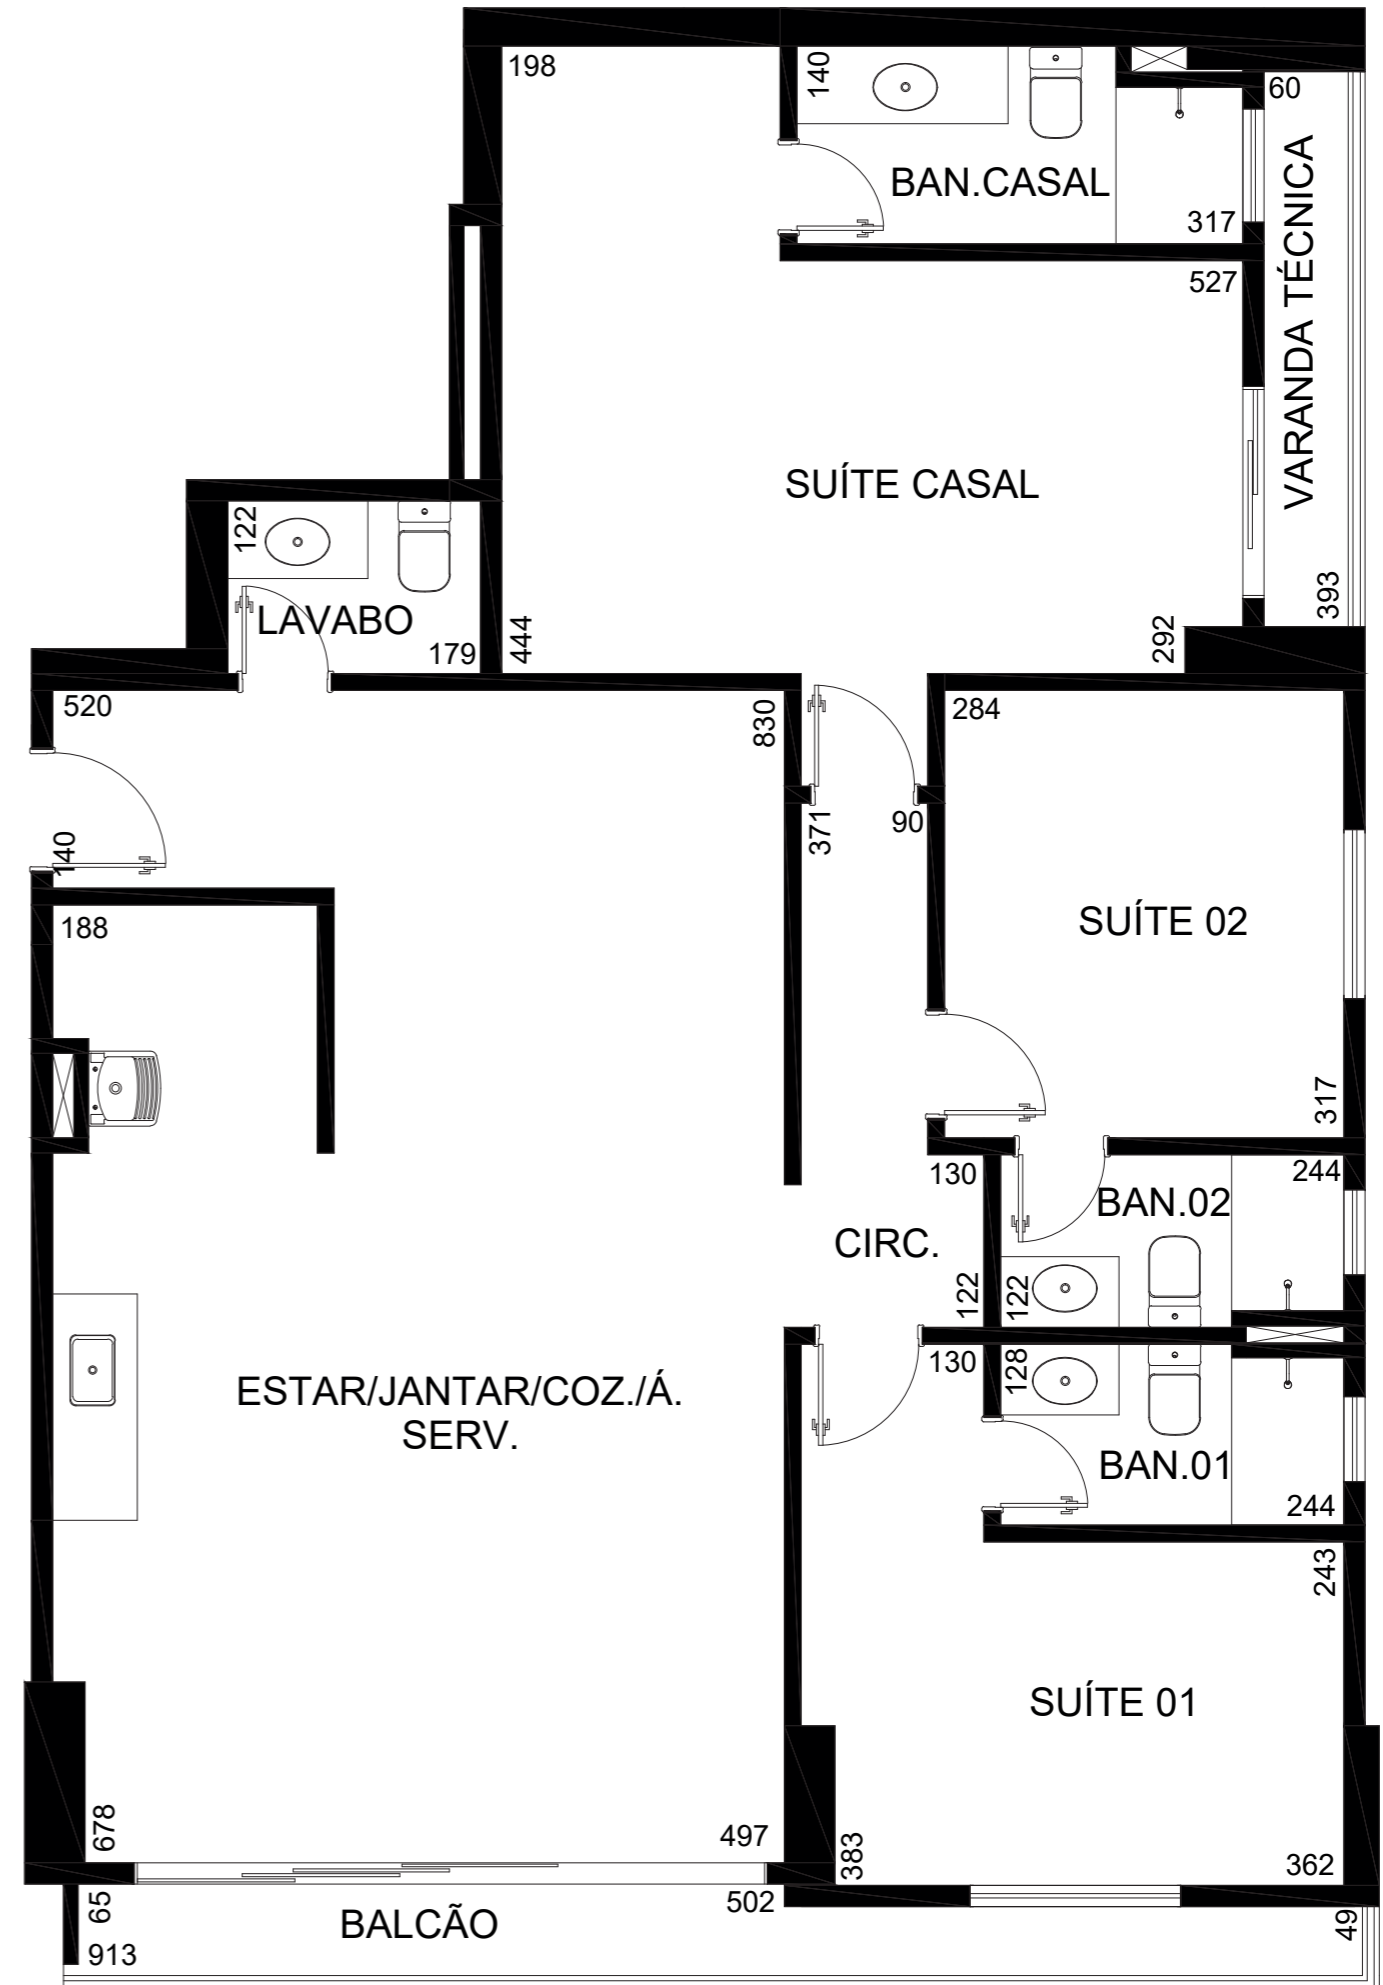 198
140
60
BAN.CASAL
317
VARANDA TÉCNICA
527
SUÍTE CASAL
122
LAVABO
179
444
292
393
520
830
284
140
371
90
188
SUÍTE 02
317
130
244
BAN.02
CIRC.
122
122
130
128
ESTAR/JANTAR/COZ./Á.
SERV.
BAN.01
244
243
SUÍTE 01
678
497
383
362
65
502
BALCÃO
49
913